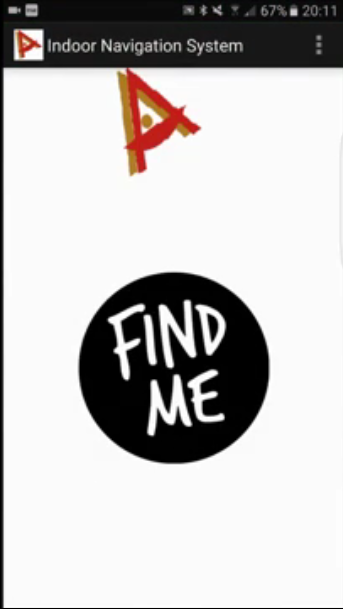 67% 20:11
Indoor Navigation System
FIND
ME